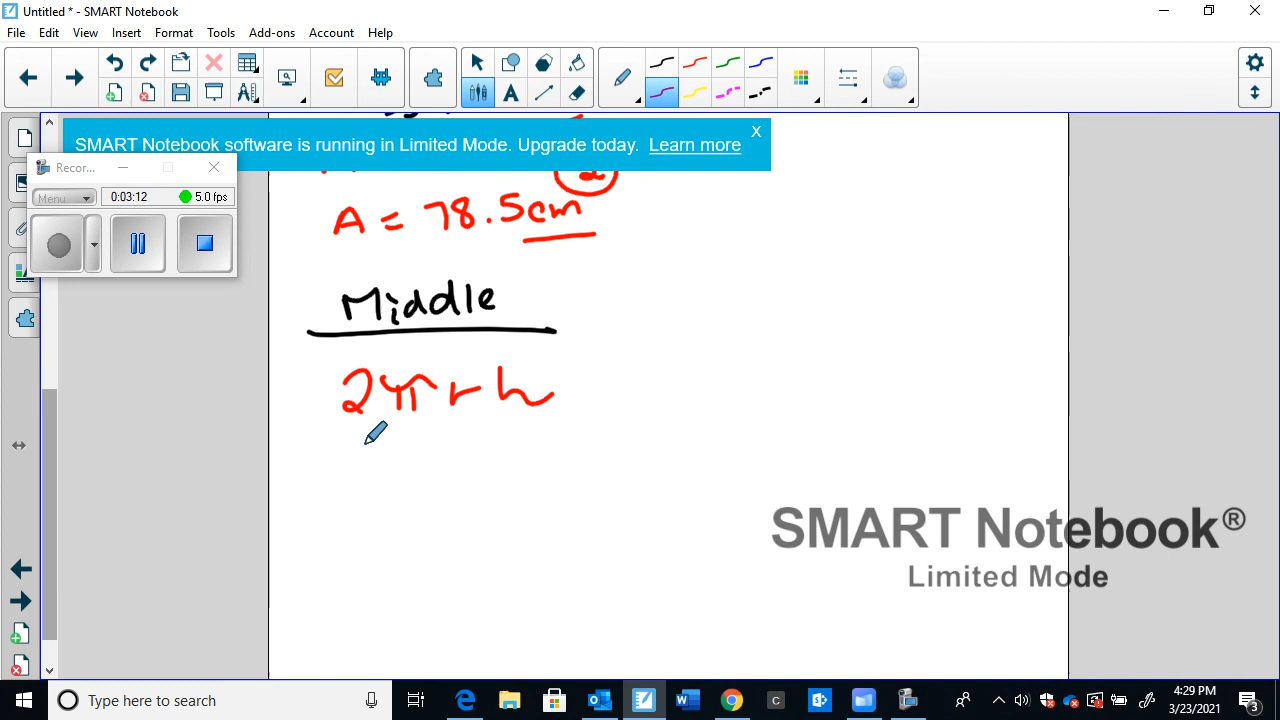 Untitled * - SMART Notebook
File Edit View Insert Format Tools Add-ons Account Help
SMART Notebook software is running in Limited Mode. Upgrade today. Learn more X
Recor...
Menu 0:03:12 5.0 fps
2
A = 78.5cm
Middle
2πrh
SMART Notebook®
Limited Mode
Type here to search
4:29 PM
3/23/2021
3